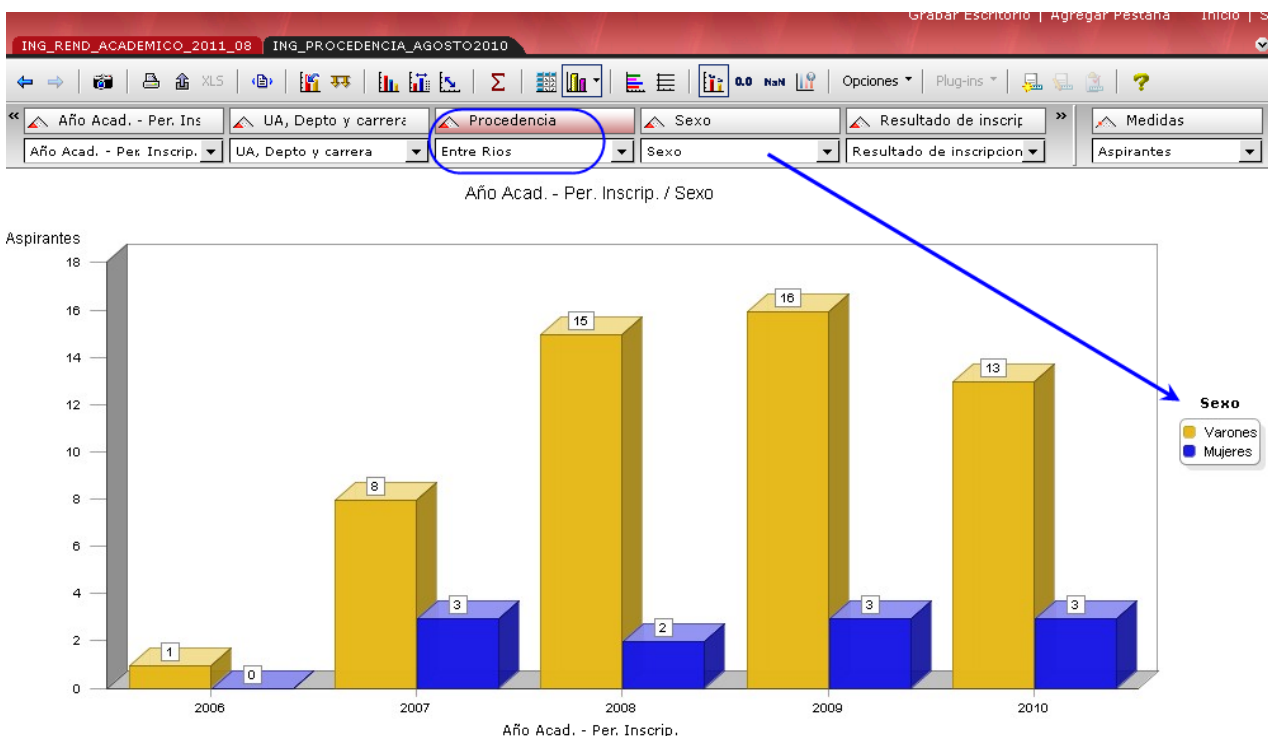 Grabar Escritorio | Agregar Pestaña Inicio | S
ING_REND_ACADEMICO_2011_08 ING_PROCEDENCIA_AGOSTO2010
XLS Σ 0.0 NaN Opciones Plug-ins ?
« Año Acad. - Per. Ins UA, Depto y carrera Procedencia Sexo Resultado de inscrip » Medidas
Año Acad. - Per. Inscrip. UA, Depto y carrera Entre Rios Sexo Resultado de inscripcion Aspirantes
Año Acad. - Per. Inscrip. / Sexo
Aspirantes
18
16
14
12
10
8
6
4
2
0
1
0
8
3
15
2
16
3
13
3
2006 2007 2008 2009 2010
Año Acad. - Per. Inscrip.
Sexo
Varones
Mujeres